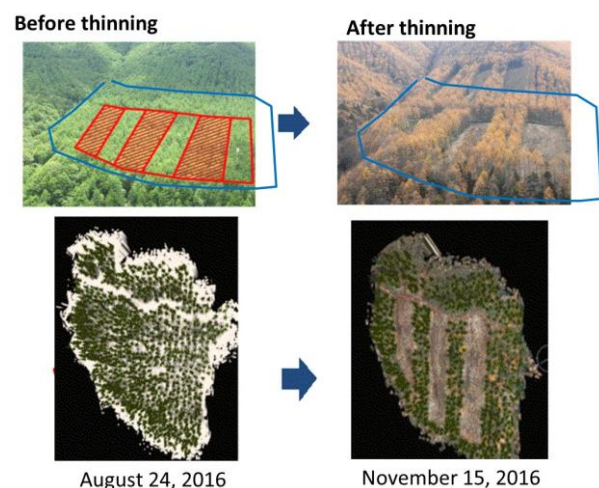 Before thinning
After thinning
August 24, 2016
November 15, 2016